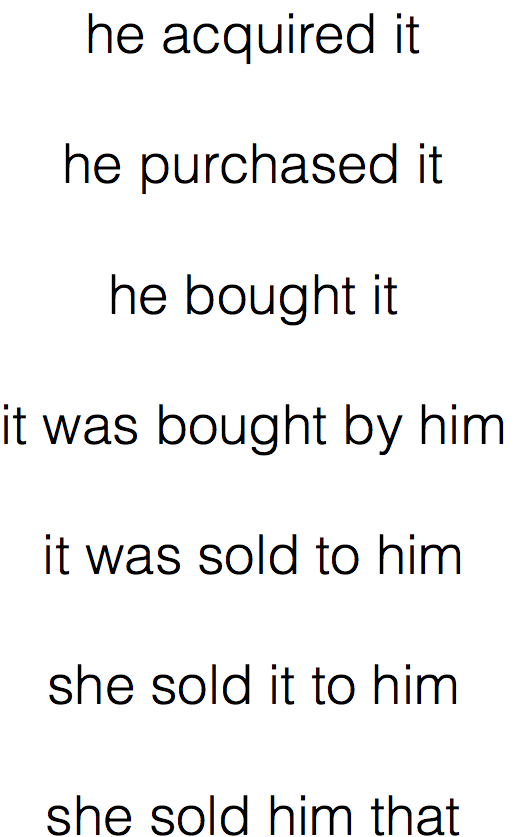 he acquired it
he purchased it
he bought it
it was bought by him
it was sold to him
she sold it to him
she sold him that